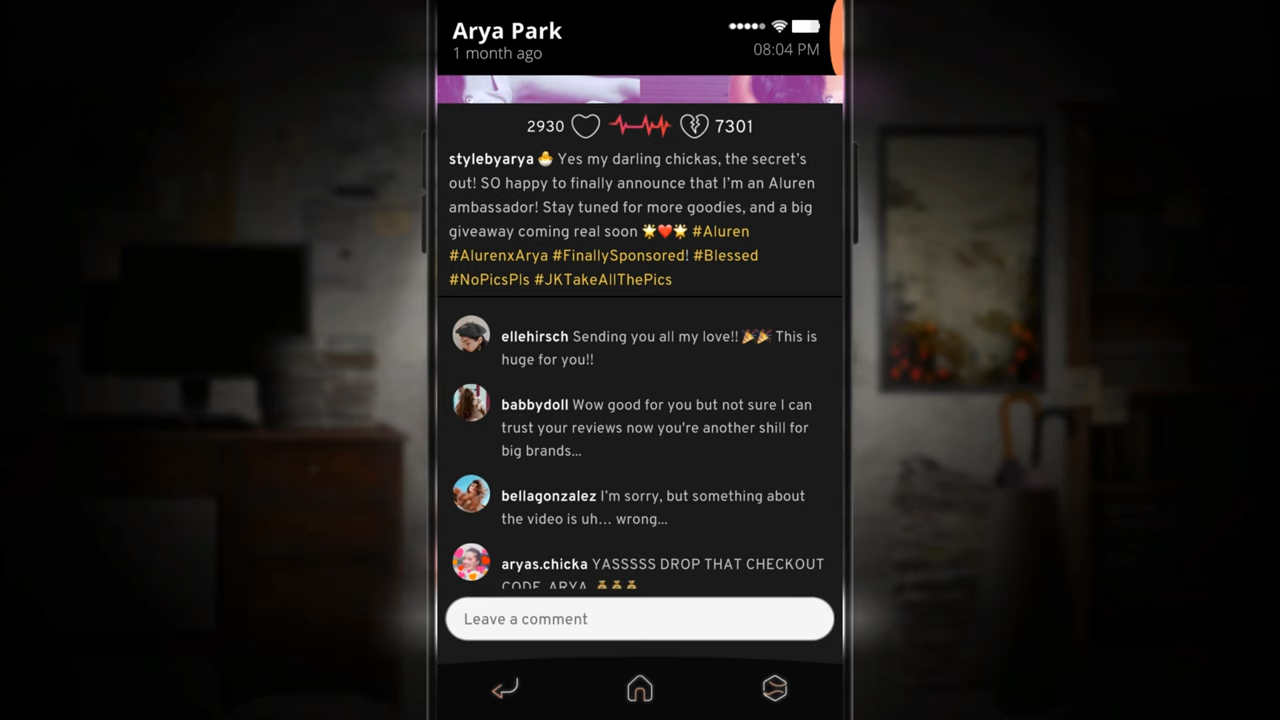 Arya Park
1 month ago
08:04 PM
2930 7301
stylebyarya 🐣 Yes my darling chickas, the secret's
out! SO happy to finally announce that I'm an Aluren
ambassador! Stay tuned for more goodies, and a big
giveaway coming real soon 🌟❤️🌟 #Aluren
#AlurenxArya #FinallySponsored! #Blessed
#NoPicsPls #JKTakeAllThePics
ellehirsch Sending you all my love!! 🎉🎉 This is
huge for you!!
babbydoll Wow good for you but not sure I can
trust your reviews now you're another shill for
big brands...
bellagonzalez I'm sorry, but something about
the video is uh... wrong...
aryas.chicka YASSSSS DROP THAT CHECKOUT
CODE, ARYA 💰💰💰
Leave a comment